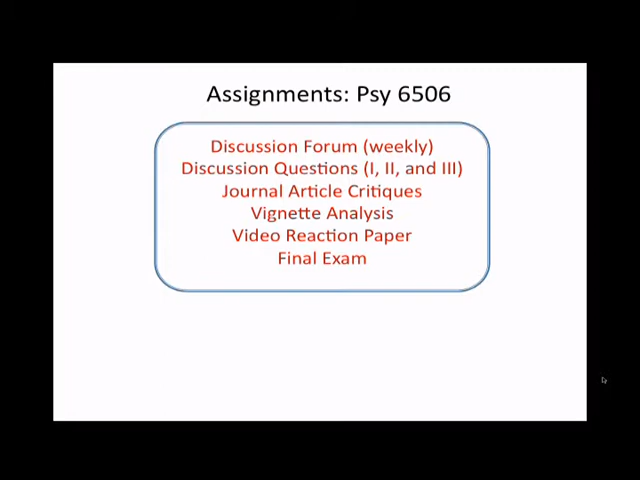 Assignments: Psy 6506
Discussion Forum (weekly)
Discussion Questions (I, II, and III)
Journal Article Critiques
Vignette Analysis
Video Reaction Paper
Final Exam